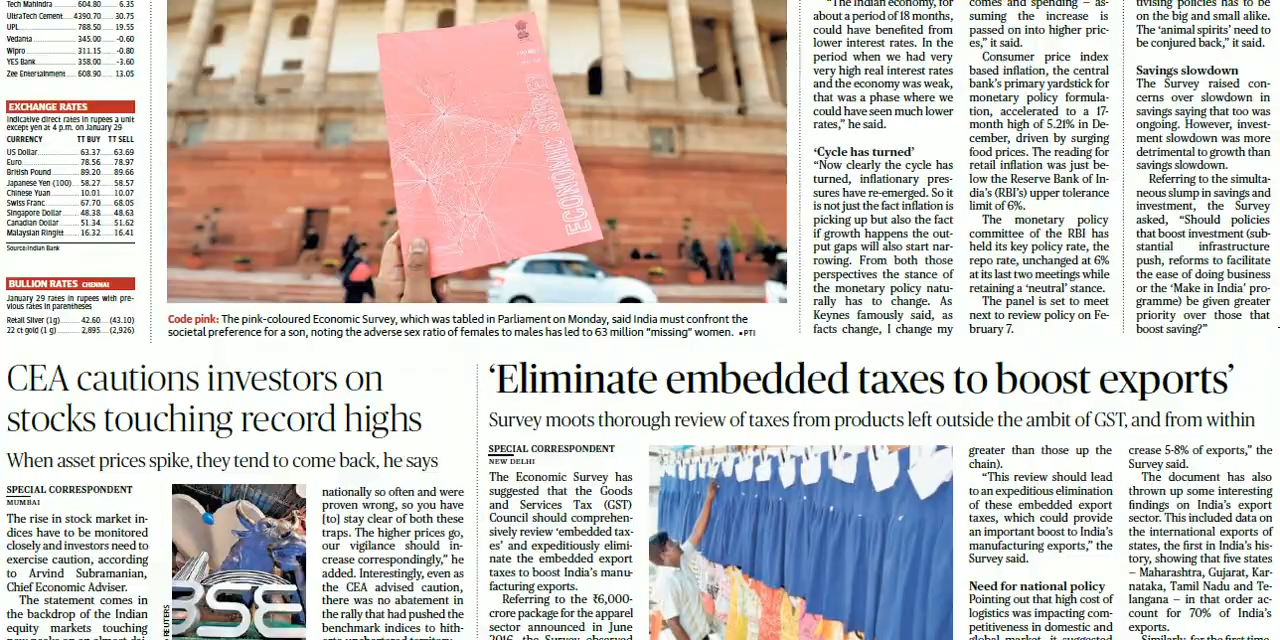 Tech Mahindra 604.80 6.35
UltraTech Cement 4390.70 30.75
UPL 788.50 19.55
Vedanta 345.00 -0.60
Wipro 311.15 -0.80
YES Bank 358.00 -3.60
Zee Entertainment 608.90 13.05
EXCHANGE RATES
Indicative direct rates in rupees a unit
except yen at 4 p.m. on January 29
CURRENCY TT BUY TT SELL
US Dollar 63.37 63.69
Euro 78.56 78.97
British Pound 89.20 89.66
Japanese Yen (100) 58.27 58.57
Chinese Yuan 10.01 10.07
Swiss Franc 67.70 68.05
Singapore Dollar 48.38 48.63
Canadian Dollar 51.34 51.62
Malaysian Ringitt 16.32 16.41
Source:Indian Bank
BULLION RATES CHENNAI
January 29 rates in rupees with pre-
vious rates in parentheses
Retail Silver (1g) 42.60 (43.10)
22 ct gold (1 g) 2,895 (2,926)
ECONOMIC SURVEY
Code pink: The pink-coloured Economic Survey, which was tabled in Parliament on Monday, said India must confront the
societal preference for a son, noting the adverse sex ratio of females to males has led to 63 million "missing" women. ▪PTI
"The Indian economy, for
about a period of 18 months,
could have benefited from
lower interest rates. In the
period when we had very
very high real interest rates
and the economy was weak,
that was a phase where we
could have seen much lower
rates," he said.
‘Cycle has turned’
"Now clearly the cycle has
turned, inflationary pres-
sures have re-emerged. So it
is not just the fact inflation is
picking up but also the fact
if growth happens the out-
put gaps will also start nar-
rowing. From both those
perspectives the stance of
the monetary policy natu-
rally has to change. As
Keynes famously said, as
facts change, I change my
comes and spending – as-
suming the increase is
passed on into higher pric-
es," it said.
Consumer price index
based inflation, the central
bank's primary yardstick for
monetary policy formula-
tion, accelerated to a 17-
month high of 5.21% in De-
cember, driven by surging
food prices. The reading for
retail inflation was just be-
low the Reserve Bank of In-
dia's (RBI's) upper tolerance
limit of 6%.
The monetary policy
committee of the RBI has
held its key policy rate, the
repo rate, unchanged at 6%
at its last two meetings while
retaining a 'neutral' stance.
The panel is set to meet
next to review policy on Fe-
bruary 7.
tivising policies has to be
on the big and small alike.
The 'animal spirits' need to
be conjured back," it said.
Savings slowdown
The Survey raised con-
cerns over slowdown in
savings saying that too was
ongoing. However, invest-
ment slowdown was more
detrimental to growth than
savings slowdown.
Referring to the simulta-
neous slump in savings and
investment, the Survey
asked, "Should policies
that boost investment (sub-
stantial infrastructure
push, reforms to facilitate
the ease of doing business
or the 'Make in India' pro-
gramme) be given greater
priority over those that
boost saving?"
CEA cautions investors on
stocks touching record highs
When asset prices spike, they tend to come back, he says
SPECIAL CORRESPONDENT
MUMBAI
The rise in stock market in-
dices have to be monitored
closely and investors need to
exercise caution, according
to Arvind Subramanian,
Chief Economic Adviser.
The statement comes in
the backdrop of the Indian
equity markets touching
BSE
REUTERS
nationally so often and were
proven wrong, so you have
[to] stay clear of both these
traps. The higher prices go,
our vigilance should in-
crease correspondingly," he
added. Interestingly, even as
the CEA advised caution,
there was no abatement in
the rally that had pushed the
benchmark indices to hith-
‘Eliminate embedded taxes to boost exports’
Survey moots thorough review of taxes from products left outside the ambit of GST, and from within
SPECIAL CORRESPONDENT
NEW DELHI
The Economic Survey has
suggested that the Goods
and Services Tax (GST)
Council should comprehen-
sively review 'embedded tax-
es' and expeditiously elimi-
nate the embedded export
taxes to boost India's manu-
facturing exports.
Referring to the ₹6,000-
crore package for the apparel
sector announced in June
2016, the Survey observed
greater than those up the
chain).
"This review should lead
to an expeditious elimination
of these embedded export
taxes, which could provide
an important boost to India's
manufacturing exports," the
Survey said.
Need for national policy
Pointing out that high cost of
logistics was impacting com-
petitiveness in domestic and
global market, it suggested
crease 5-8% of exports," the
Survey said.
The document has also
thrown up some interesting
findings on India's export
sector. This included data on
the international exports of
states, the first in India's his-
tory, showing that five states
– Maharashtra, Gujarat, Kar-
nataka, Tamil Nadu and Te-
langana – in that order ac-
count for 70% of India's
exports.
Similarly, for the first time